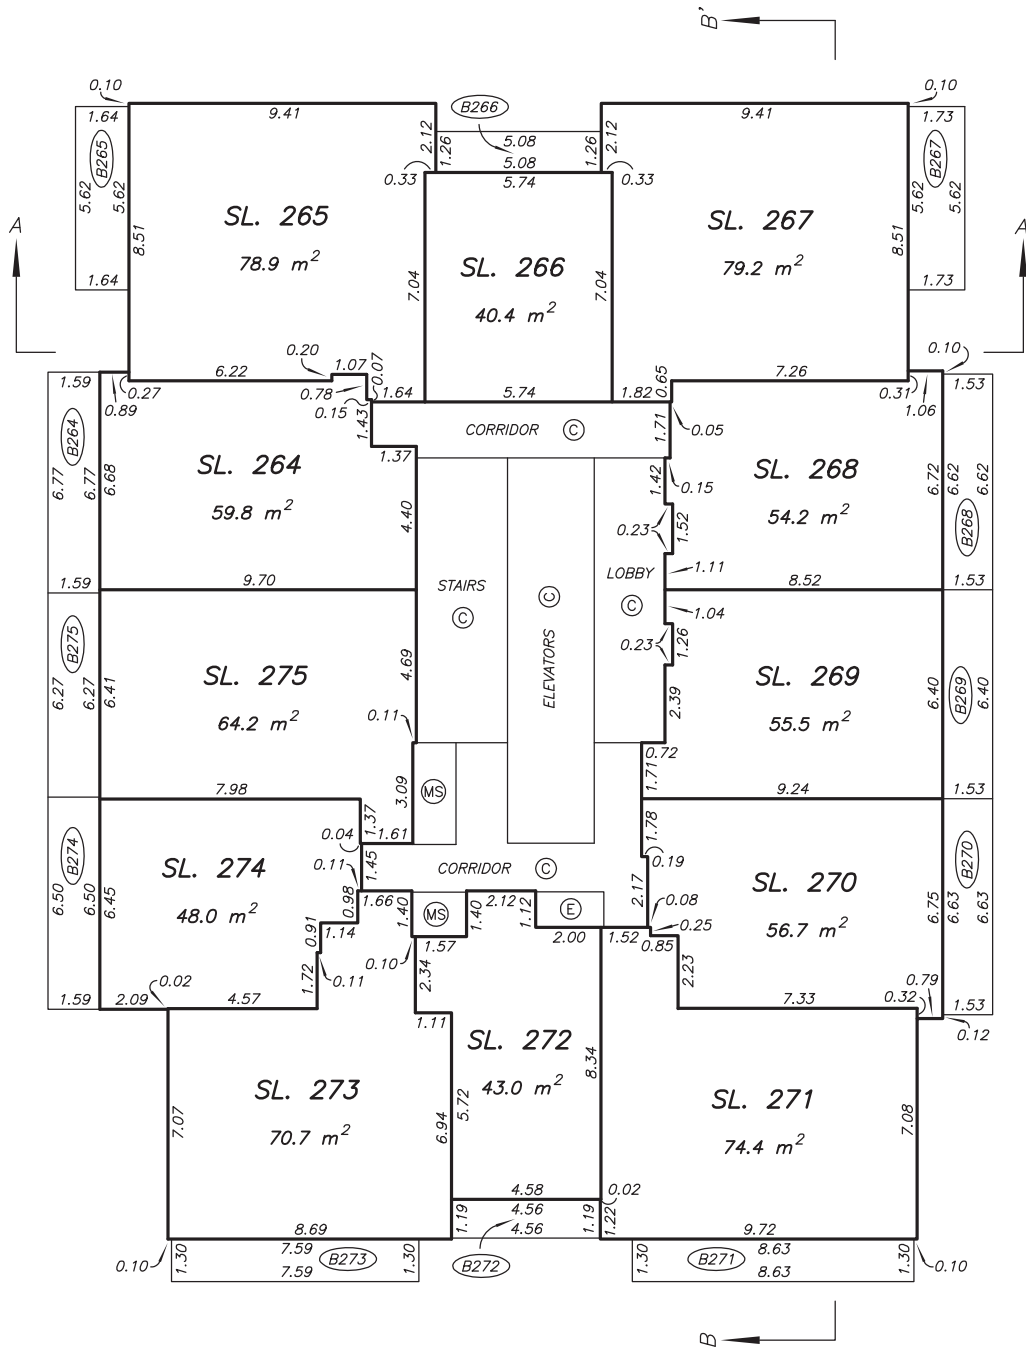 B'
0.10
0.10
1.64
9.41
B266
9.41
1.73
B265
2.12
1.26
5.08
1.26
2.12
B267
5.08
0.33
5.74
0.33
5.62
5.62
8.51
SL. 265
78.9 m²
SL. 266
40.4 m²
SL. 267
79.2 m²
8.51
5.62
5.62
A
A
7.04
7.04
1.64
1.73
0.20
1.07
0.07
0.10
1.59
6.22
0.78
1.64
5.74
1.82
0.65
7.26
0.31
1.53
0.27
0.89
0.15
1.43
CORRIDOR C
1.71
0.05
1.06
B264
1.37
SL. 264
59.8 m²
6.77
6.77
6.68
1.42
0.15
SL. 268
54.2 m²
6.72
6.62
6.62
B268
4.40
0.23
1.52
1.59
9.70
STAIRS
C
C
ELEVATORS
LOBBY
C
1.11
8.52
1.53
1.04
B275
6.27
6.27
6.41
SL. 275
64.2 m²
4.69
0.23
1.26
2.39
SL. 269
55.5 m²
6.40
B269
6.40
0.11
0.72
7.98
3.09
MS
1.71
9.24
1.53
0.04
1.37
1.61
1.78
B274
0.11
1.45
CORRIDOR C
0.19
B270
SL. 274
48.0 m²
6.50
6.50
6.45
0.98
1.66
1.40
MS
1.40
2.12
1.12
E
2.17
0.08
SL. 270
56.7 m²
6.75
6.63
6.63
0.91
1.14
1.57
2.00
1.52
0.25
0.85
0.10
0.02
1.72
0.11
2.34
2.23
0.79
1.59
2.09
4.57
1.11
7.33
0.32
1.53
0.12
SL. 272
43.0 m²
SL. 273
70.7 m²
SL. 271
74.4 m²
7.07
6.94
5.72
8.34
7.08
4.58
0.02
1.19
4.56
1.19
1.22
8.69
4.56
9.72
0.10
1.30
7.59
B273
1.30
B272
1.30
B271
8.63
1.30
0.10
7.59
8.63
B